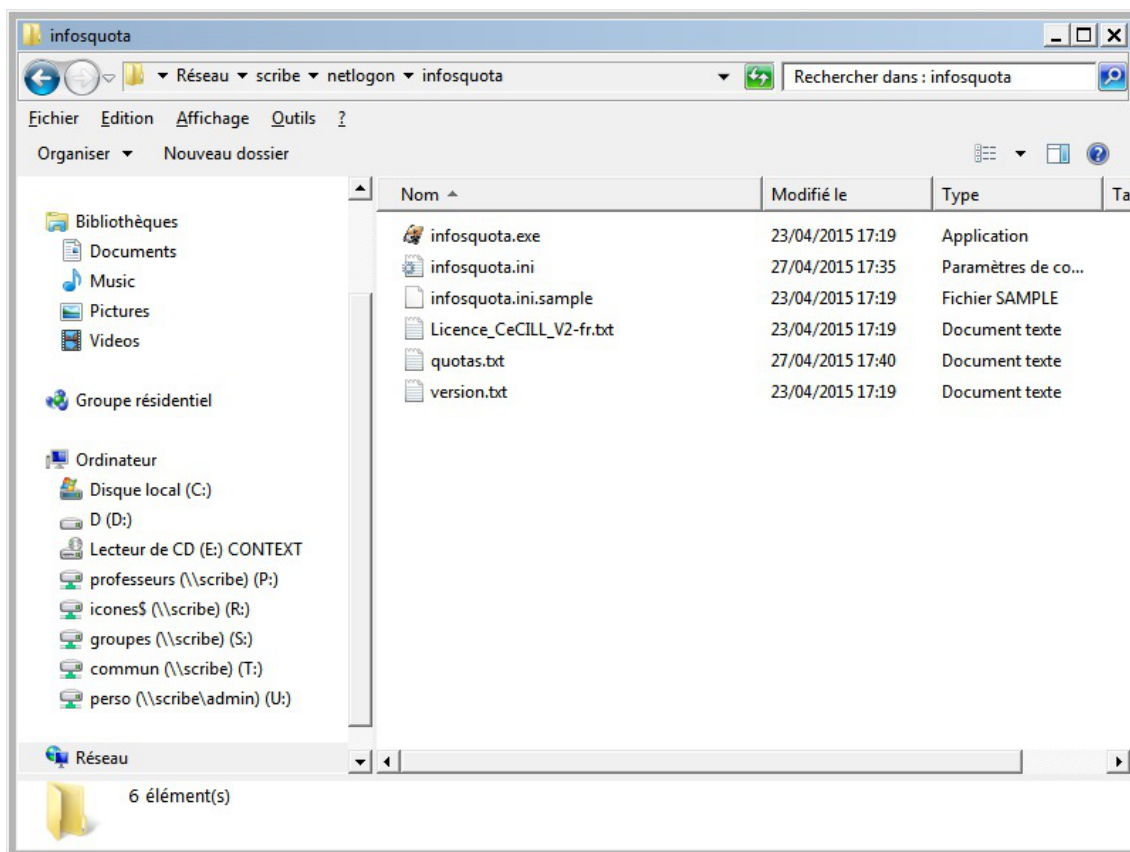 infosquota
Réseau scribe netlogon infosquota Rechercher dans : infosquota
Fichier Edition Affichage Outils ?
Organiser Nouveau dossier
Nom Modifié le Type Ta
Bibliothèques
Documents
Music
Pictures
Videos
Groupe résidentiel
Ordinateur
Disque local (C:)
D (D:)
Lecteur de CD (E:) CONTEXT
professeurs (\\scribe) (P:)
icones$ (\\scribe) (R:)
groupes (\\scribe) (S:)
commun (\\scribe) (T:)
perso (\\scribe\admin) (U:)
Réseau
infosquota.exe 23/04/2015 17:19 Application
infosquota.ini 27/04/2015 17:35 Paramètres de co...
infosquota.ini.sample 23/04/2015 17:19 Fichier SAMPLE
Licence_CeCILL_V2-fr.txt 23/04/2015 17:19 Document texte
quotas.txt 27/04/2015 17:40 Document texte
version.txt 23/04/2015 17:19 Document texte
6 élément(s)